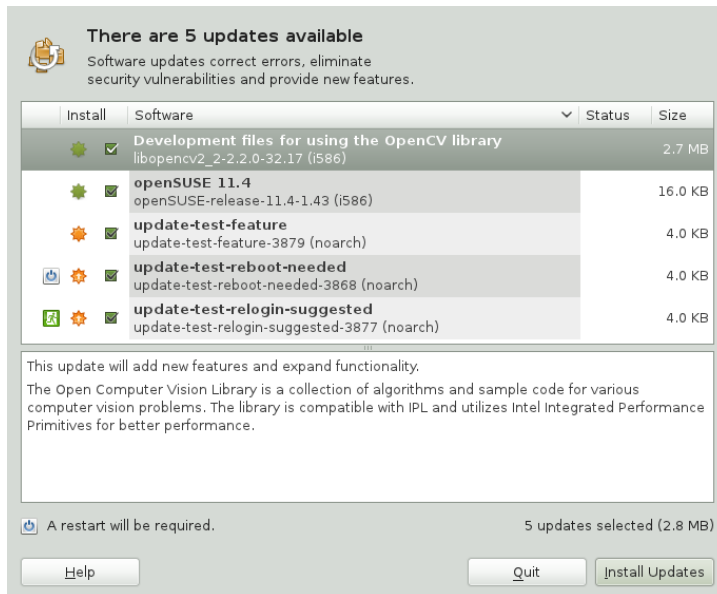 There are 5 updates available
Software updates correct errors, eliminate
security vulnerabilities and provide new features.
Install Software Status Size
Development files for using the OpenCV library
libopencv2_2-2.2.0-32.17 (i586)
2.7 MB
openSUSE 11.4
openSUSE-release-11.4-1.43 (i586)
16.0 KB
update-test-feature
update-test-feature-3879 (noarch)
4.0 KB
update-test-reboot-needed
update-test-reboot-needed-3868 (noarch)
4.0 KB
update-test-relogin-suggested
update-test-relogin-suggested-3877 (noarch)
4.0 KB
This update will add new features and expand functionality.
The Open Computer Vision Library is a collection of algorithms and sample code for various
computer vision problems. The library is compatible with IPL and utilizes Intel Integrated Performance
Primitives for better performance.
A restart will be required.
5 updates selected (2.8 MB)
Help
Quit
Install Updates